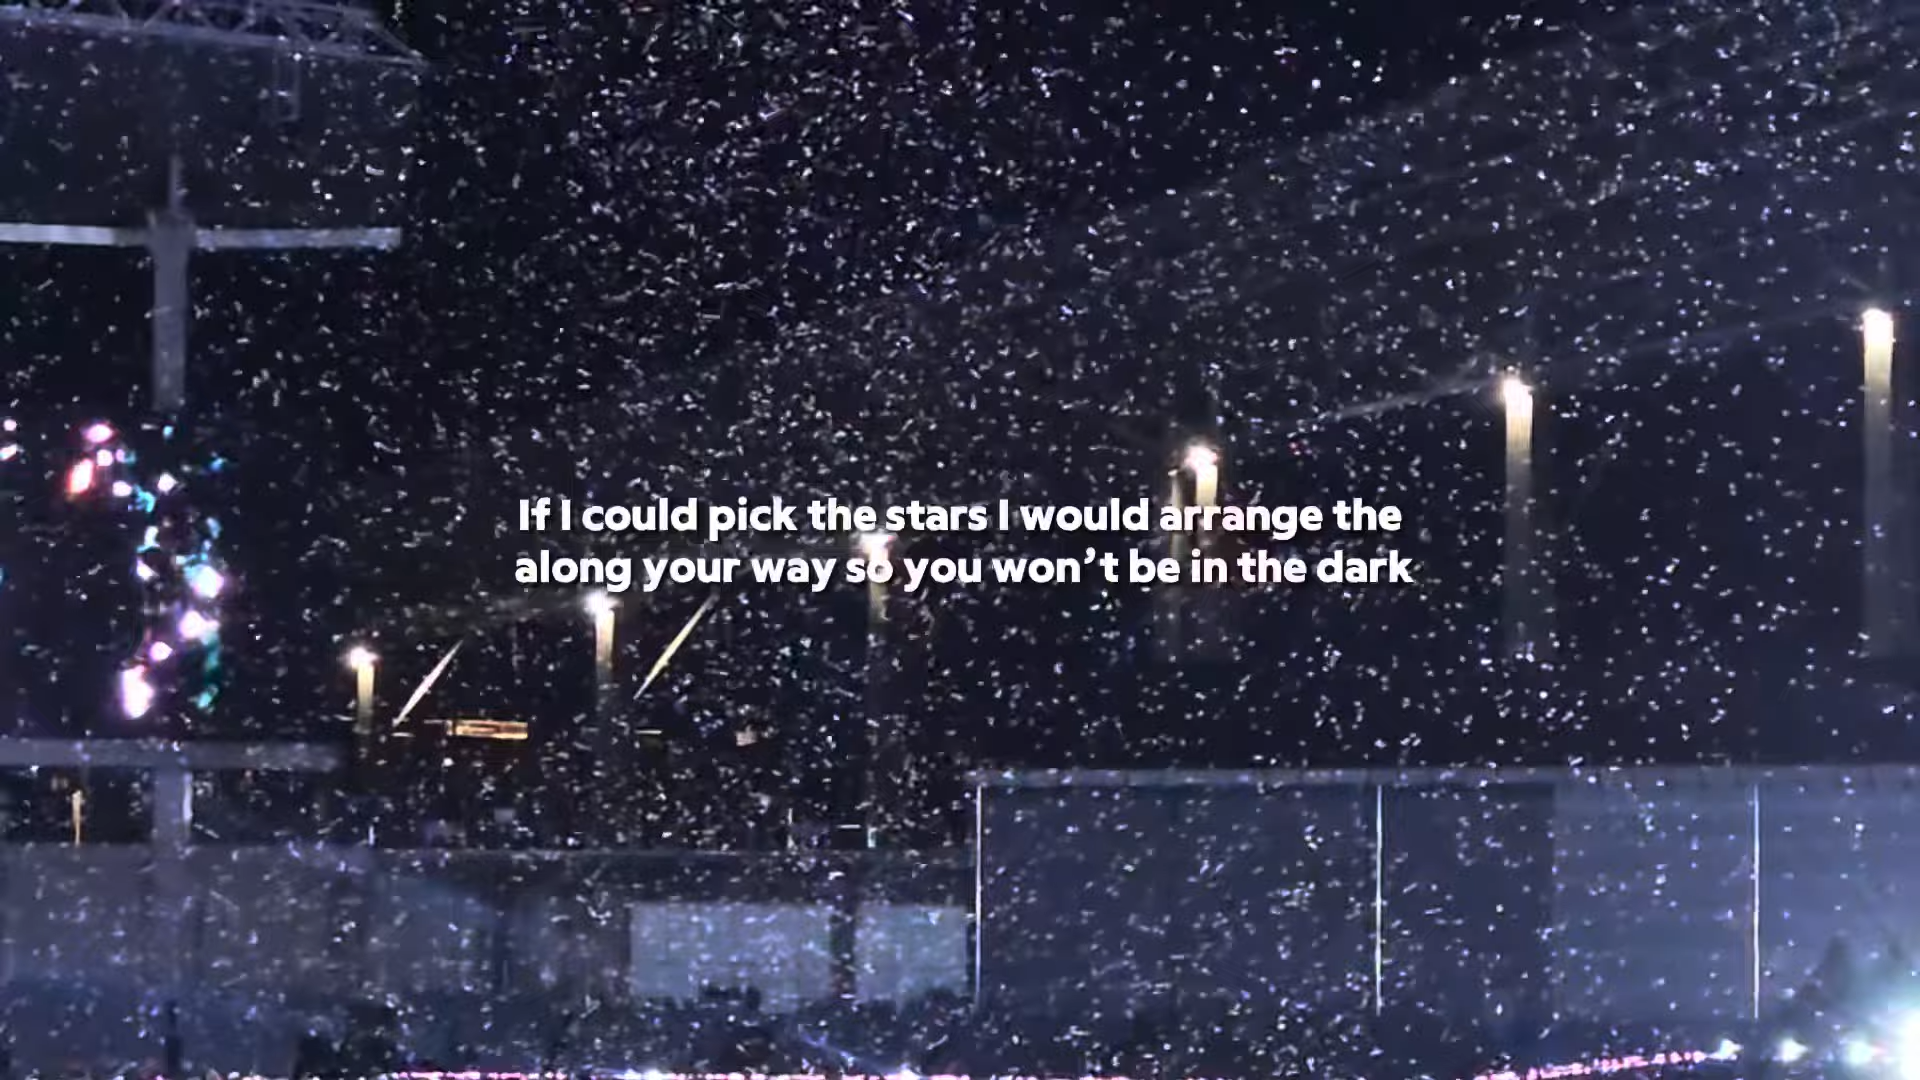 If I could pick the stars I would arrange the
along your way so you won’t be in the dark